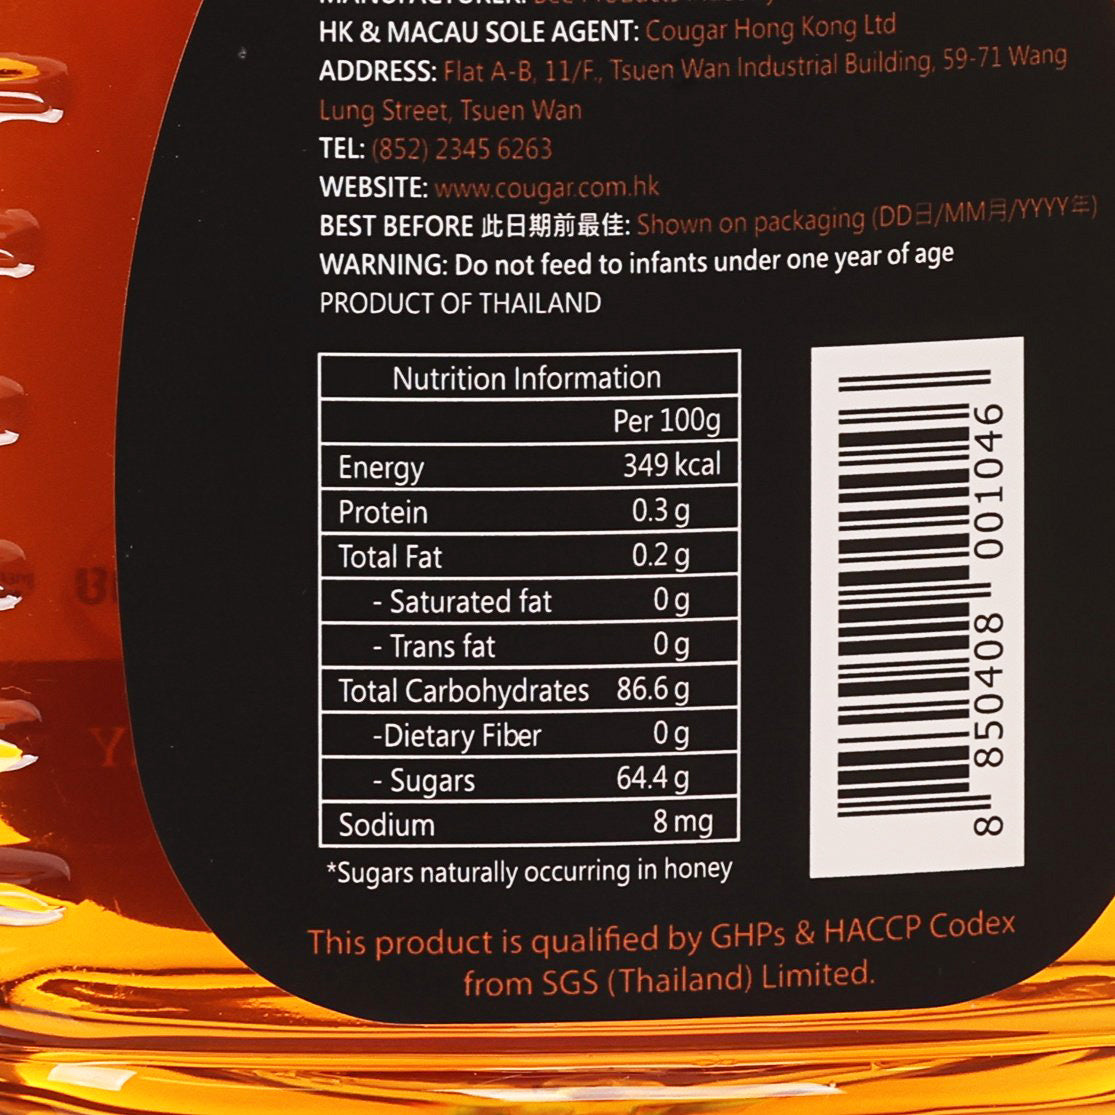 HK & MACAU SOLE AGENT: Cougar Hong Kong Ltd
ADDRESS: Flat A-B, 11/F., Tsuen Wan Industrial Building, 59-71 Wang
Lung Street, Tsuen Wan
TEL: (852) 2345 6263
WEBSITE: www.cougar.com.hk
BEST BEFORE 此日期前最佳: Shown on packaging (DD日/MM月/YYYY年)
WARNING: Do not feed to infants under one year of age
PRODUCT OF THAILAND
Nutrition Information
Per 100g
Energy 349 kcal
Protein 0.3 g
Total Fat 0.2 g
- Saturated fat 0 g
- Trans fat 0 g
Total Carbohydrates 86.6 g
-Dietary Fiber 0 g
- Sugars 64.4 g
Sodium 8 mg
*Sugars naturally occurring in honey
This product is qualified by GHPs & HACCP Codex
from SGS (Thailand) Limited.
8 850408 001046